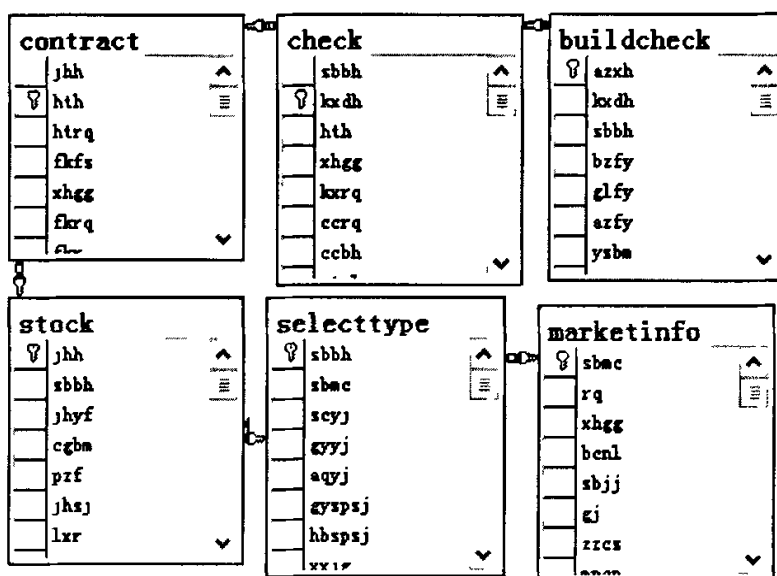 contract
jhh
hth
htrq
fkfs
xhgg
fkrq
check
sbbh
kxdh
hth
xhgg
kxrq
ccrq
ccbh
buildcheck
azxh
kxdh
sbbh
bzfy
glfy
azfy
ysbm
stock
jhh
sbbh
jhyf
cgbm
pzf
jhsj
lxr
selecttype
sbbh
sbmc
scyj
gyyj
aqyj
gyspsj
hbspsj
marketinfo
sbmc
rq
xhgg
bcnl
sbjj
gj
zzcs